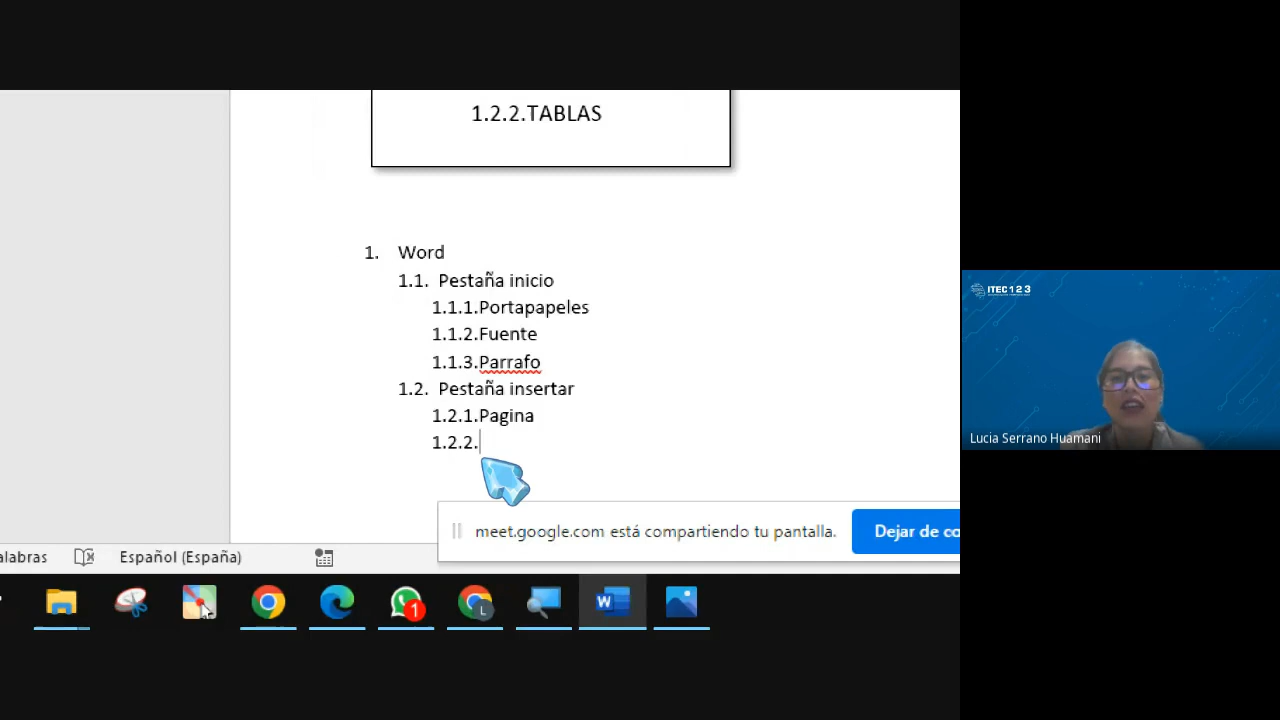 1.2.2.TABLAS
1. Word
1.1. Pestaña inicio
1.1.1.Portapapeles
1.1.2.Fuente
1.1.3.Parrafo
1.2. Pestaña insertar
1.2.1.Pagina
1.2.2.
meet.google.com está compartiendo tu pantalla.
Dejar de co
alabras
Español (España)
1
L
W
ITEC 1 2 3
Lucia Serrano Huamani